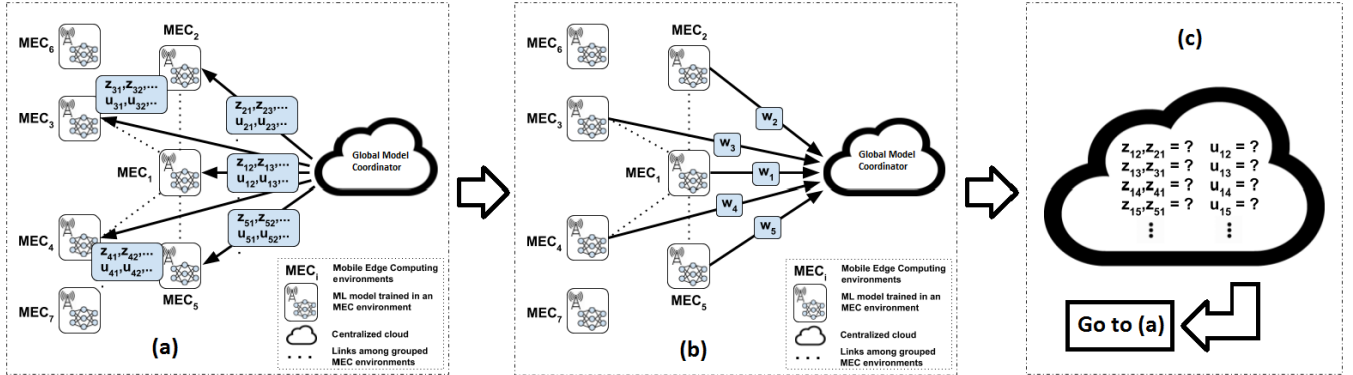 MEC6
MEC2
z31,z32,...
u31,u32,..
MEC3
z21,z23,...
u21,u23,..
Global Model
Coordinator
MEC1
z12,z13,...
u12,u13,..
MEC4
z51,z52,...
u51,u52,..
z41,z42,...
u41,u42,..
MEC5
MEC7
(a)
MECi Mobile Edge Computing
environments
ML model trained in an
MEC environment
Centralized cloud
Links among grouped
MEC environments
MEC6
MEC2
MEC3
w2
w3
Global Model
Coordinator
MEC1
w1
w4
MEC4
w5
MEC5
MEC7
(b)
MECi Mobile Edge Computing
environments
ML model trained in an
MEC environment
Centralized cloud
Links among grouped
MEC environments
(c)
z12,z21 = ? u12 = ?
z13,z31 = ? u13 = ?
z14,z41 = ? u14 = ?
z15,z51 = ? u15 = ?
Go to (a)